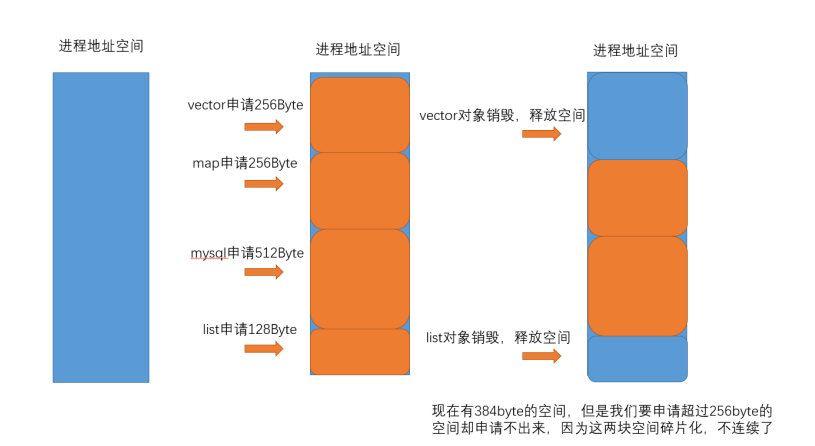 进程地址空间
进程地址空间
进程地址空间
vector申请256Byte
map申请256Byte
mysql申请512Byte
list申请128Byte
vector对象销毁，释放空间
list对象销毁，释放空间
现在有384byte的空间，但是我们要申请超过256byte的
空间却申请不出来，因为这两块空间碎片化，不连续了